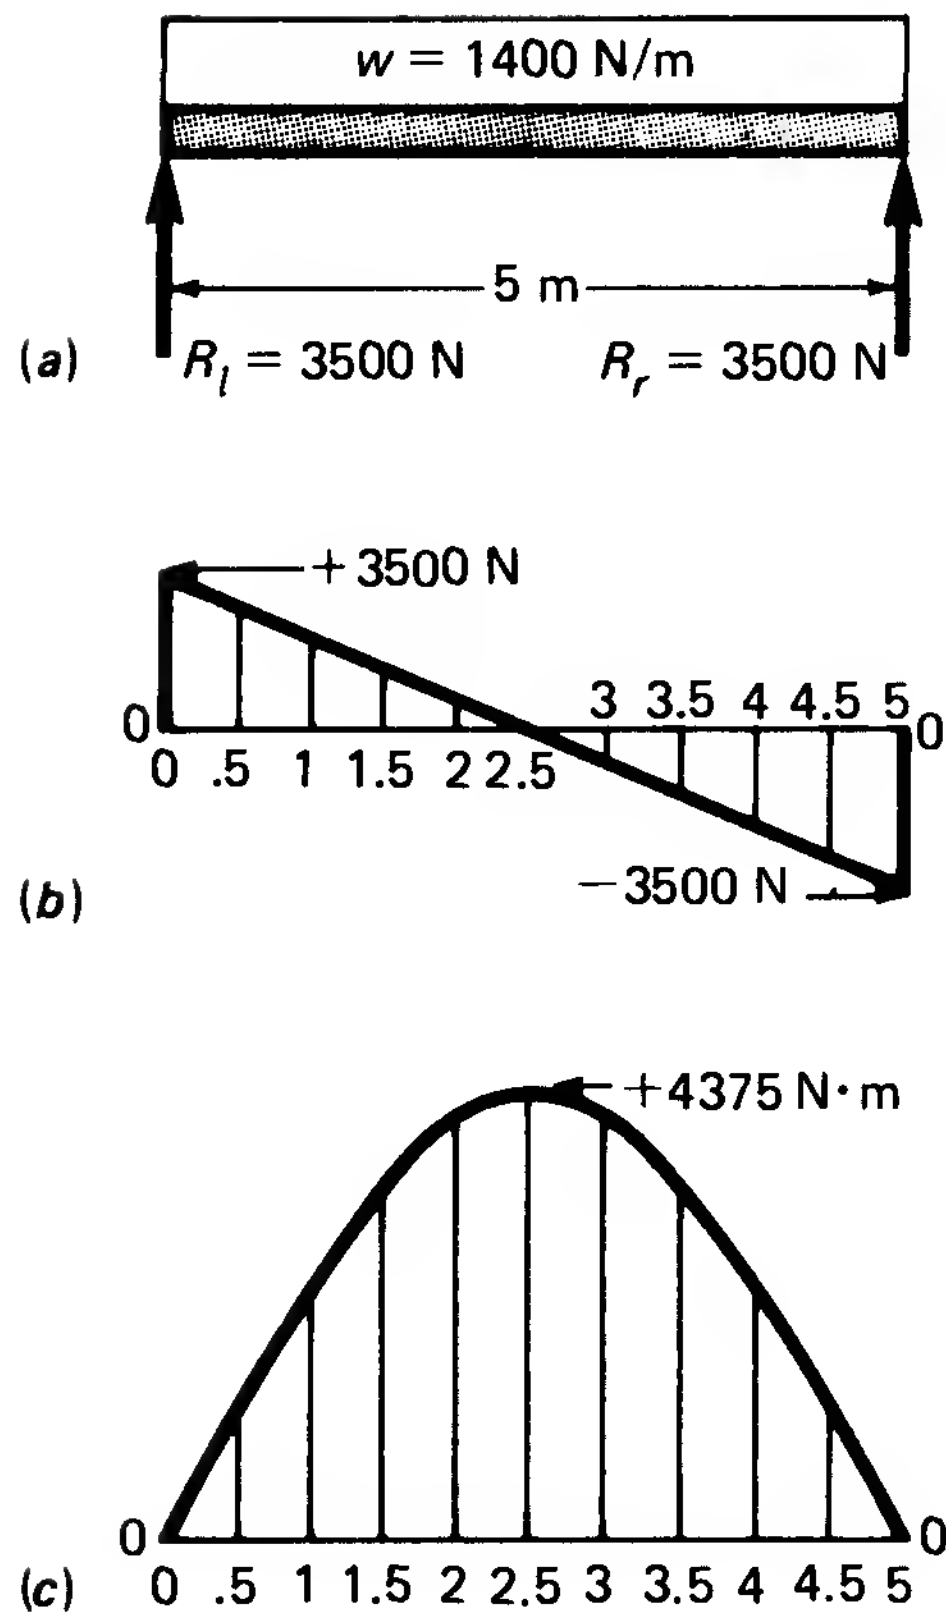 w = 1400 N/m
5 m
(a) R_l = 3500 N R_r = 3500 N
+3500 N
3 3.5 4 4.5 5
0 0
0 .5 1 1.5 2 2.5
−3500 N
(b)
+4375 N·m
0 0
(c) 0 .5 1 1.5 2 2.5 3 3.5 4 4.5 5